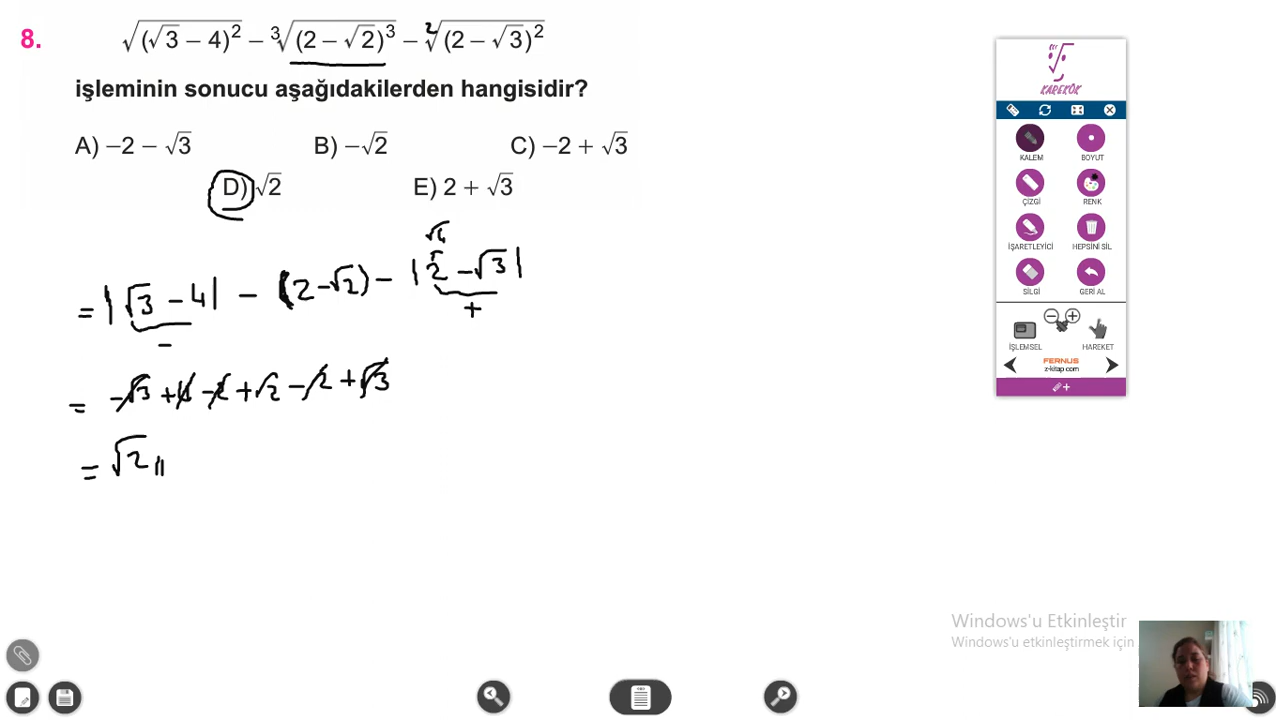 8. √(√3 − 4)² − ³√(2 − √2)³ − ²√(2 − √3)²
işleminin sonucu aşağıdakilerden hangisidir?
A) −2 − √3 B) −√2 C) −2 + √3
D) √2 E) 2 + √3
√4
= |√3 − 4| − (2 − √2) − |2 − √3|
− +
= −√3 + 4 − 2 + √2 − 2 + √3
= √2 //
KAREKÖK
KALEM BOYUT
ÇİZGİ RENK
İŞARETLEYİCİ HEPSİNİ SİL
SİLGİ GERİ AL
İŞLEMSEL HAREKET
FERNUS
z-kitap.com
Windows'u Etkinleştir
Windows'u etkinleştirmek için